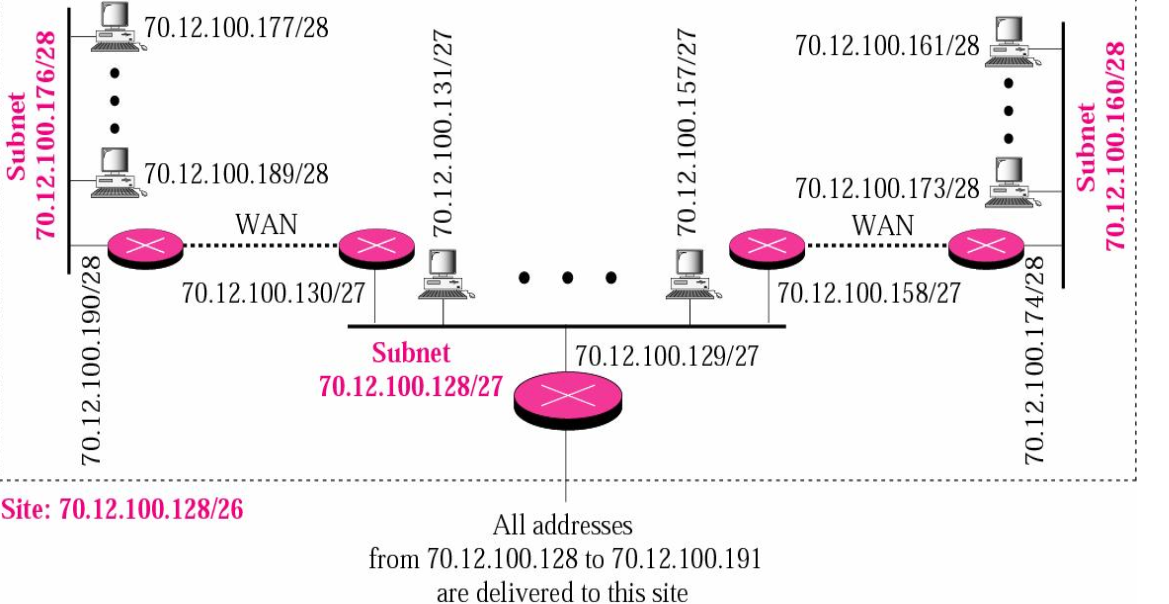 Subnet
70.12.100.176/28
70.12.100.177/28
70.12.100.189/28
WAN
70.12.100.190/28
70.12.100.130/27
70.12.100.131/27
70.12.100.157/27
70.12.100.161/28
70.12.100.173/28
WAN
70.12.100.158/27
70.12.100.174/28
Subnet
70.12.100.160/28
Subnet
70.12.100.128/27
70.12.100.129/27
Site: 70.12.100.128/26
All addresses
from 70.12.100.128 to 70.12.100.191
are delivered to this site